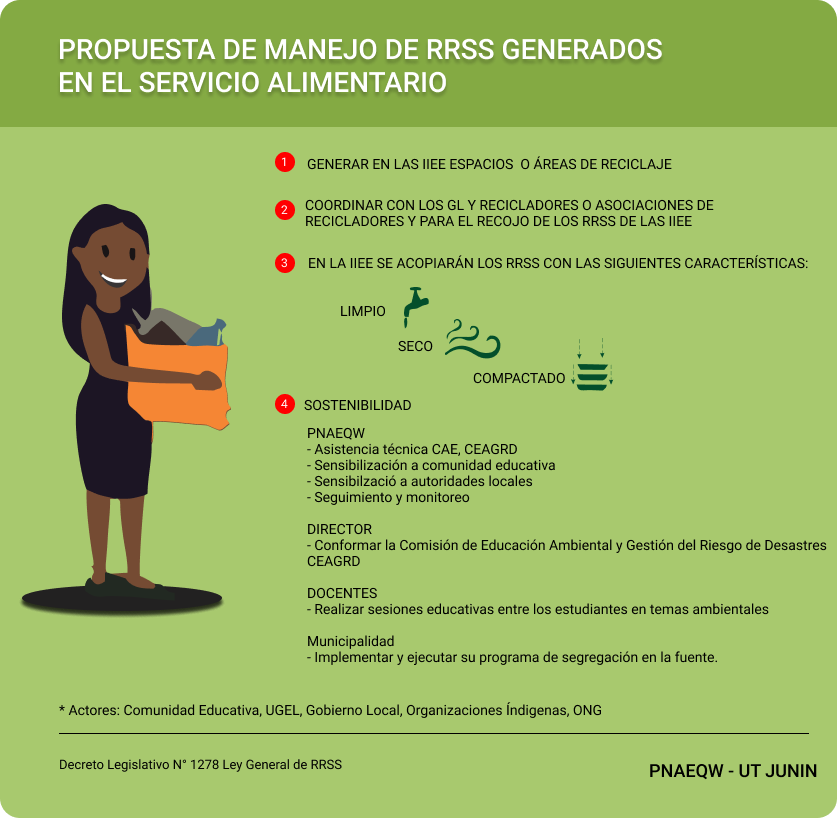 PROPUESTA DE MANEJO DE RRSS GENERADOS
EN EL SERVICIO ALIMENTARIO
1 GENERAR EN LAS IIEE ESPACIOS O ÁREAS DE RECICLAJE
2 COORDINAR CON LOS GL Y RECICLADORES O ASOCIACIONES DE
RECICLADORES Y PARA EL RECOJO DE LOS RRSS DE LAS IIEE
3 EN LA IIEE SE ACOPIARÁN LOS RRSS CON LAS SIGUIENTES CARACTERÍSTICAS:
LIMPIO
SECO
COMPACTADO
4 SOSTENIBILIDAD
PNAEQW
- Asistencia técnica CAE, CEAGRD
- Sensibilización a comunidad educativa
- Sensibilzació a autoridades locales
- Seguimiento y monitoreo
DIRECTOR
- Conformar la Comisión de Educación Ambiental y Gestión del Riesgo de Desastres
CEAGRD
DOCENTES
- Realizar sesiones educativas entre los estudiantes en temas ambientales
Municipalidad
- Implementar y ejecutar su programa de segregación en la fuente.
* Actores: Comunidad Educativa, UGEL, Gobierno Local, Organizaciones Índigenas, ONG
Decreto Legislativo N° 1278 Ley General de RRSS
PNAEQW - UT JUNIN